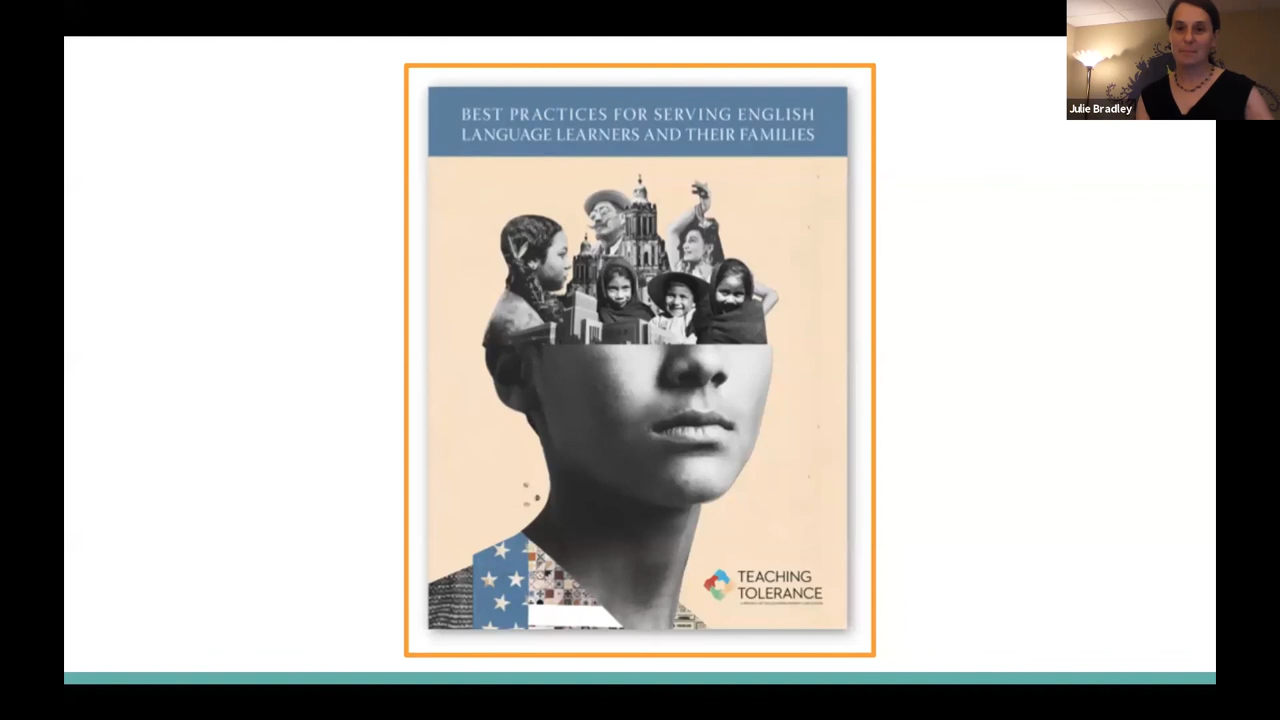 BEST PRACTICES FOR SERVING ENGLISH
LANGUAGE LEARNERS AND THEIR FAMILIES
Julie Bradley
TEACHING
TOLERANCE